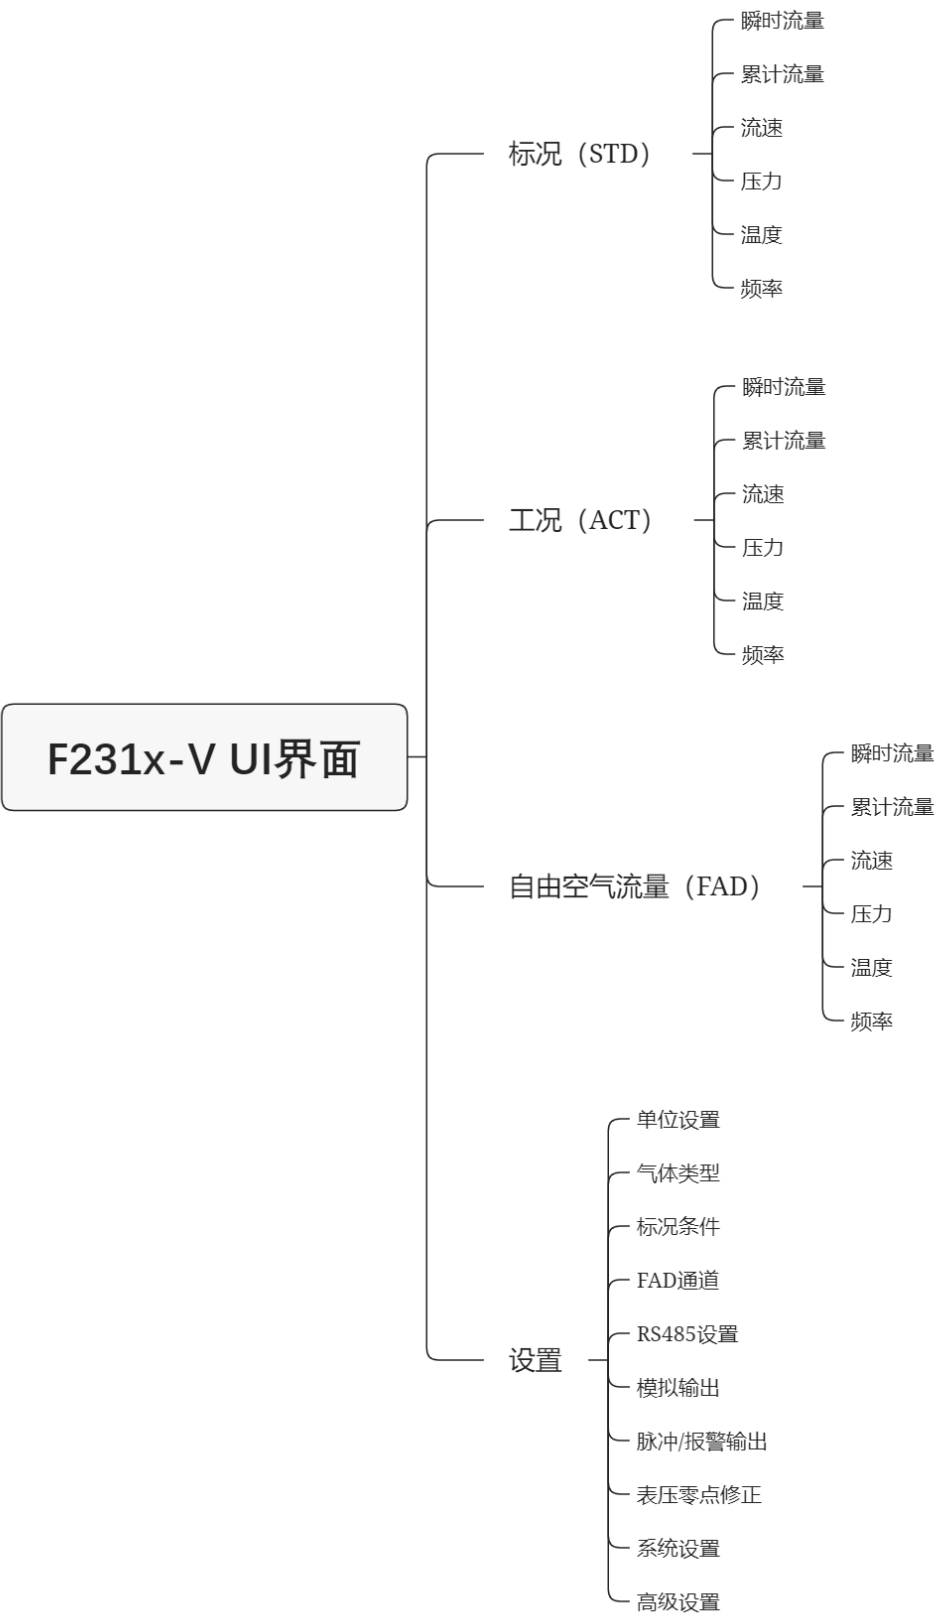 F231x-V UI界面
标况（STD）
瞬时流量
累计流量
流速
压力
温度
频率
工况（ACT）
瞬时流量
累计流量
流速
压力
温度
频率
自由空气流量（FAD）
瞬时流量
累计流量
流速
压力
温度
频率
设置
单位设置
气体类型
标况条件
FAD通道
RS485设置
模拟输出
脉冲/报警输出
表压零点修正
系统设置
高级设置